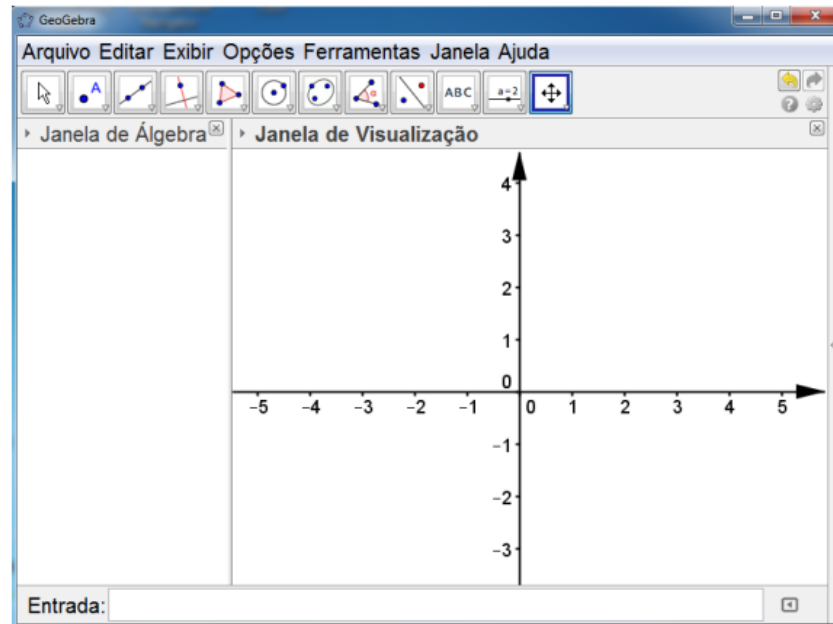 GeoGebra
Arquivo Editar Exibir Opções Ferramentas Janela Ajuda
A ABC a=2
Janela de Álgebra
Janela de Visualização
4
3
2
1
0
−5 −4 −3 −2 −1 0 1 2 3 4 5
−1
−2
−3
Entrada: